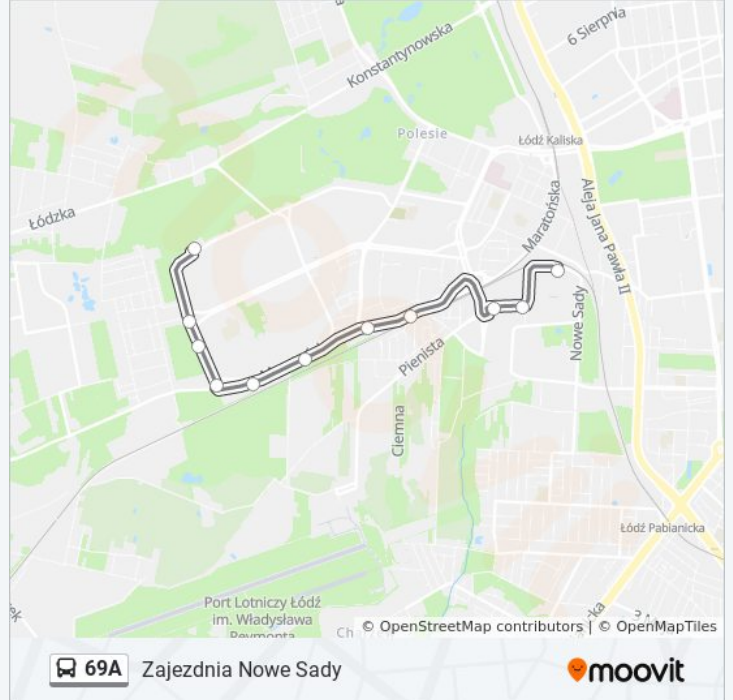 6 Sierpnia
Konstantynowska
Polesie
Łódź Kaliska
Łódzka
Maratońska
Aleja Jana Pawła II
Nowe Sady
Pienista
Ciemna
Łódź Pabianicka
Port Lotniczy Łódź
im. Władysława
Reymonta
© OpenStreetMap contributors | © OpenMapTiles
69A Zajezdnia Nowe Sady
moovit